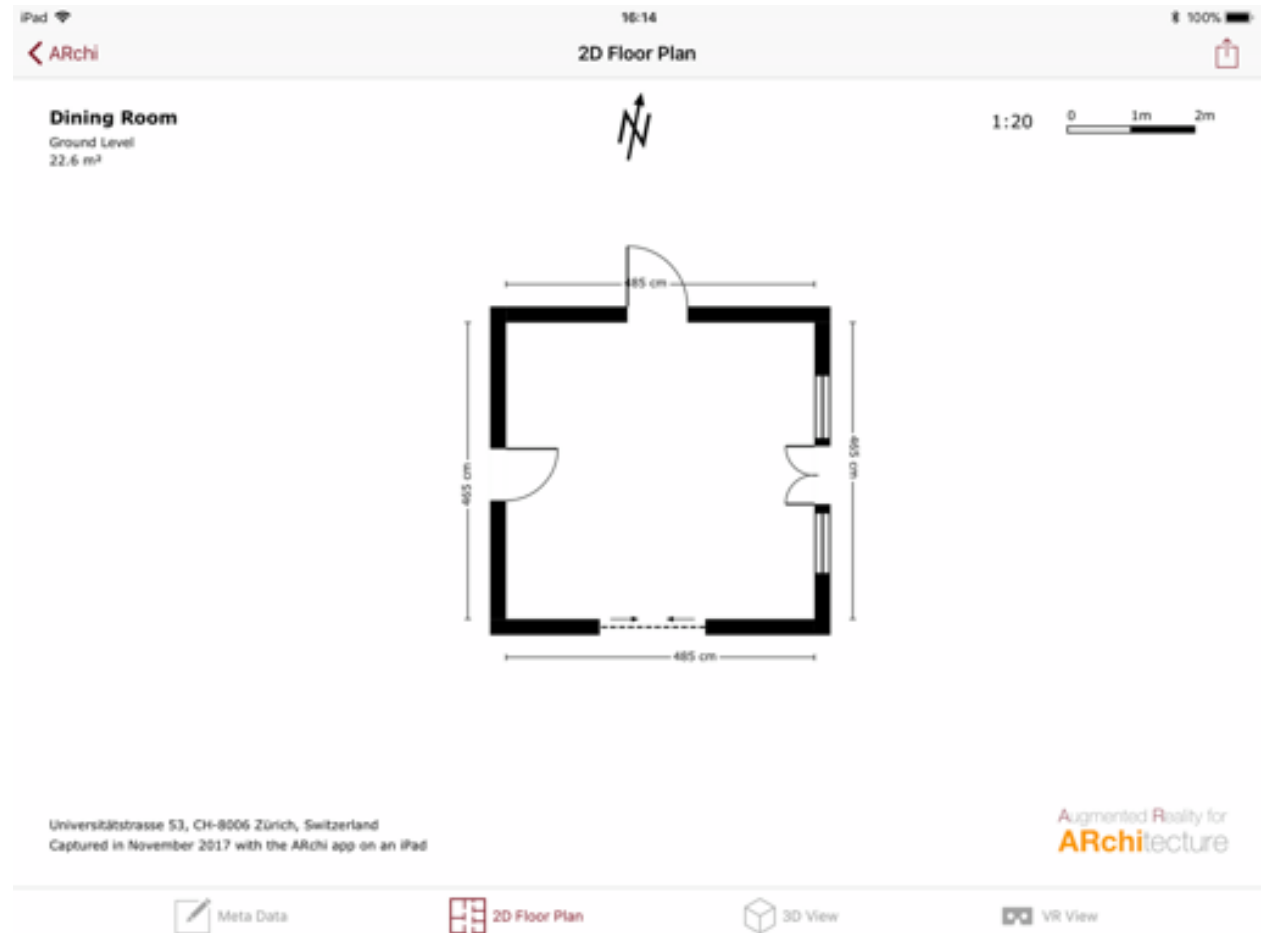 iPad 16:14 100%
ARchi 2D Floor Plan
Dining Room
Ground Level
22.6 m²
N
1:20 0 1m 2m
485 cm
465 cm
465 cm
485 cm
Universitätstrasse 53, CH-8006 Zürich, Switzerland
Captured in November 2017 with the ARchi app on an iPad
Augmented Reality for
ARchitecture
Meta Data 2D Floor Plan 3D View VR View